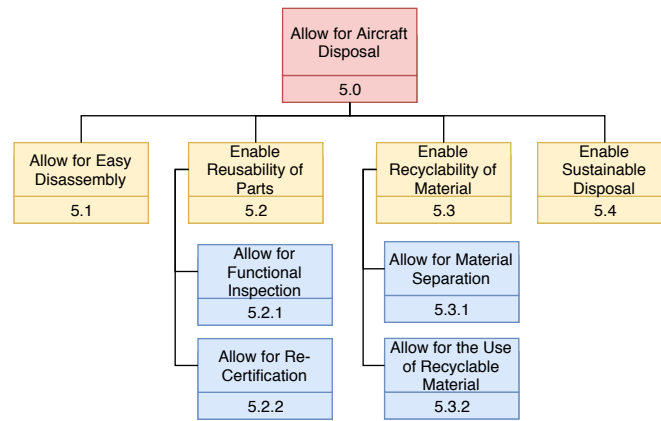 Allow for Aircraft
Disposal
5.0
Allow for Easy
Disassembly
5.1
Enable
Reusability of
Parts
5.2
Enable
Recyclability of
Material
5.3
Enable
Sustainable
Disposal
5.4
Allow for
Functional
Inspection
5.2.1
Allow for Re-
Certification
5.2.2
Allow for Material
Separation
5.3.1
Allow for the Use
of Recyclable
Material
5.3.2